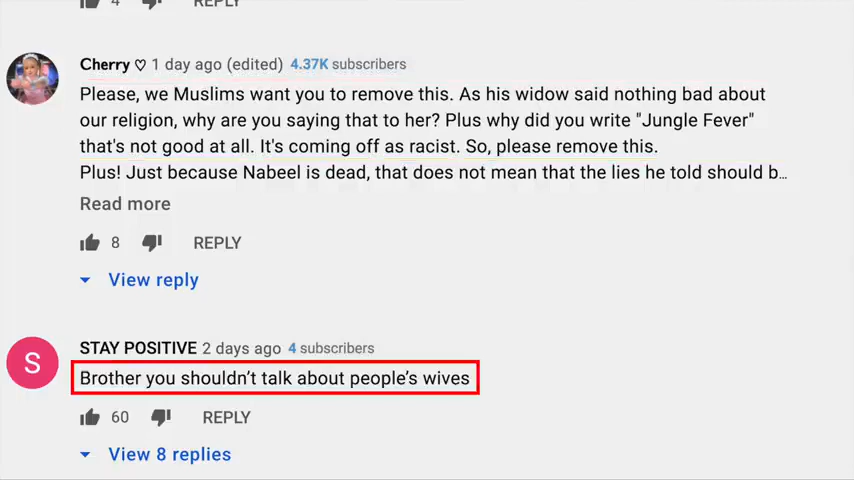 4 REPLY
Cherry ♡ 1 day ago (edited) 4.37K subscribers
Please, we Muslims want you to remove this. As his widow said nothing bad about
our religion, why are you saying that to her? Plus why did you write "Jungle Fever"
that's not good at all. It's coming off as racist. So, please remove this.
Plus! Just because Nabeel is dead, that does not mean that the lies he told should b…
Read more
8 REPLY
View reply
S
STAY POSITIVE 2 days ago 4 subscribers
Brother you shouldn’t talk about people’s wives
60 REPLY
View 8 replies